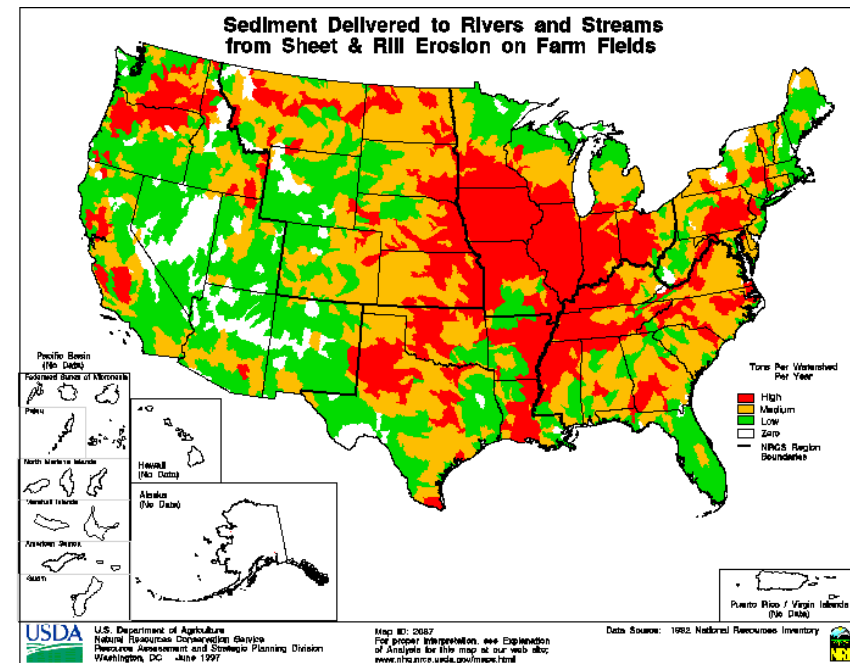 Sediment Delivered to Rivers and Streams
from Sheet & Rill Erosion on Farm Fields
Pacific Basin
(No Data)
Federated States of Micronesia
Palau
North Mariana Islands
Marshall Islands
American Samoa
Guam
Hawaii
(No Data)
Alaska
(No Data)
Tons Per Watershed
Per Year
High
Medium
Low
Zero
NRCS Region
Boundaries
Puerto Rico / Virgin Islands
(No Data)
USDA
U.S. Department of Agriculture
Natural Resources Conservation Service
Resource Assessment and Strategic Planning Division
Washington, DC June 1997
Map ID: 2687
For proper interpretation, see Explanation
of Analysis for this map at our web site:
www.nhq.nrcs.usda.gov/maps.html
Data Source: 1992 National Resources Inventory